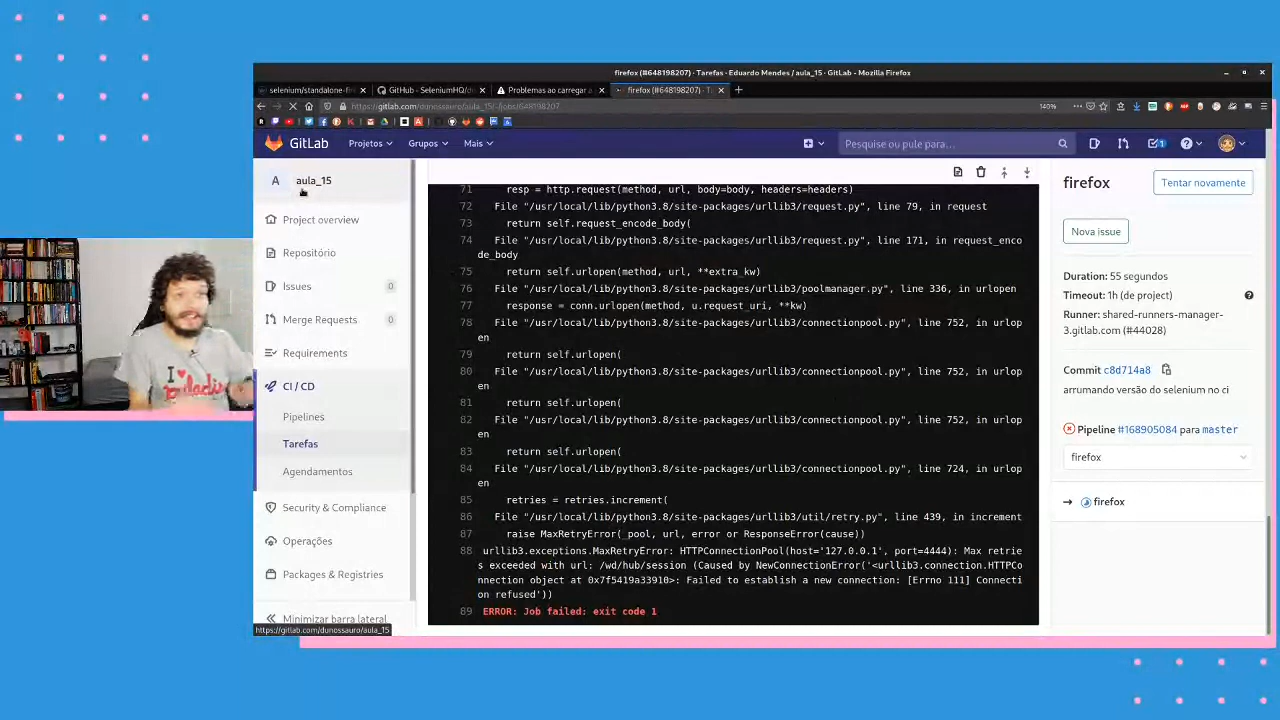 firefox (#648198207) · Tarefas · Eduardo Mendes / aula_15 · GitLab - Mozilla Firefox
selenium/standalone-fir
GitHub - SeleniumHQ/do
Problemas ao carregar a
firefox (#648198207) · Ta
https://gitlab.com/dunossauro/aula_15/-/jobs/648198207
140%
GitLab
Projetos
Grupos
Mais
Pesquise ou pule para…
1
A
aula_15
Project overview
Repositório
Issues
0
Merge Requests
0
Requirements
CI / CD
Pipelines
Tarefas
Agendamentos
Security & Compliance
Operações
Packages & Registries
Minimizar barra lateral
https://gitlab.com/dunossauro/aula_15
71 resp = http.request(method, url, body=body, headers=headers)
72 File "/usr/local/lib/python3.8/site-packages/urllib3/request.py", line 79, in request
73 return self.request_encode_body(
74 File "/usr/local/lib/python3.8/site-packages/urllib3/request.py", line 171, in request_enco
de_body
75 return self.urlopen(method, url, **extra_kw)
76 File "/usr/local/lib/python3.8/site-packages/urllib3/poolmanager.py", line 336, in urlopen
77 response = conn.urlopen(method, u.request_uri, **kw)
78 File "/usr/local/lib/python3.8/site-packages/urllib3/connectionpool.py", line 752, in urlop
en
79 return self.urlopen(
80 File "/usr/local/lib/python3.8/site-packages/urllib3/connectionpool.py", line 752, in urlop
en
81 return self.urlopen(
82 File "/usr/local/lib/python3.8/site-packages/urllib3/connectionpool.py", line 752, in urlop
en
83 return self.urlopen(
84 File "/usr/local/lib/python3.8/site-packages/urllib3/connectionpool.py", line 724, in urlop
en
85 retries = retries.increment(
86 File "/usr/local/lib/python3.8/site-packages/urllib3/util/retry.py", line 439, in increment
87 raise MaxRetryError(_pool, url, error or ResponseError(cause))
88 urllib3.exceptions.MaxRetryError: HTTPConnectionPool(host='127.0.0.1', port=4444): Max retrie
s exceeded with url: /wd/hub/session (Caused by NewConnectionError('<urllib3.connection.HTTPCo
nnection object at 0x7f5419a33910>: Failed to establish a new connection: [Errno 111] Connecti
on refused'))
89 ERROR: Job failed: exit code 1
firefox
Tentar novamente
Nova issue
Duration: 55 segundos
Timeout: 1h (de project)
Runner: shared-runners-manager-
3.gitlab.com (#44028)
Commit c8d714a8
arrumando versão do selenium no ci
Pipeline #168905084 para master
firefox
→ firefox
I